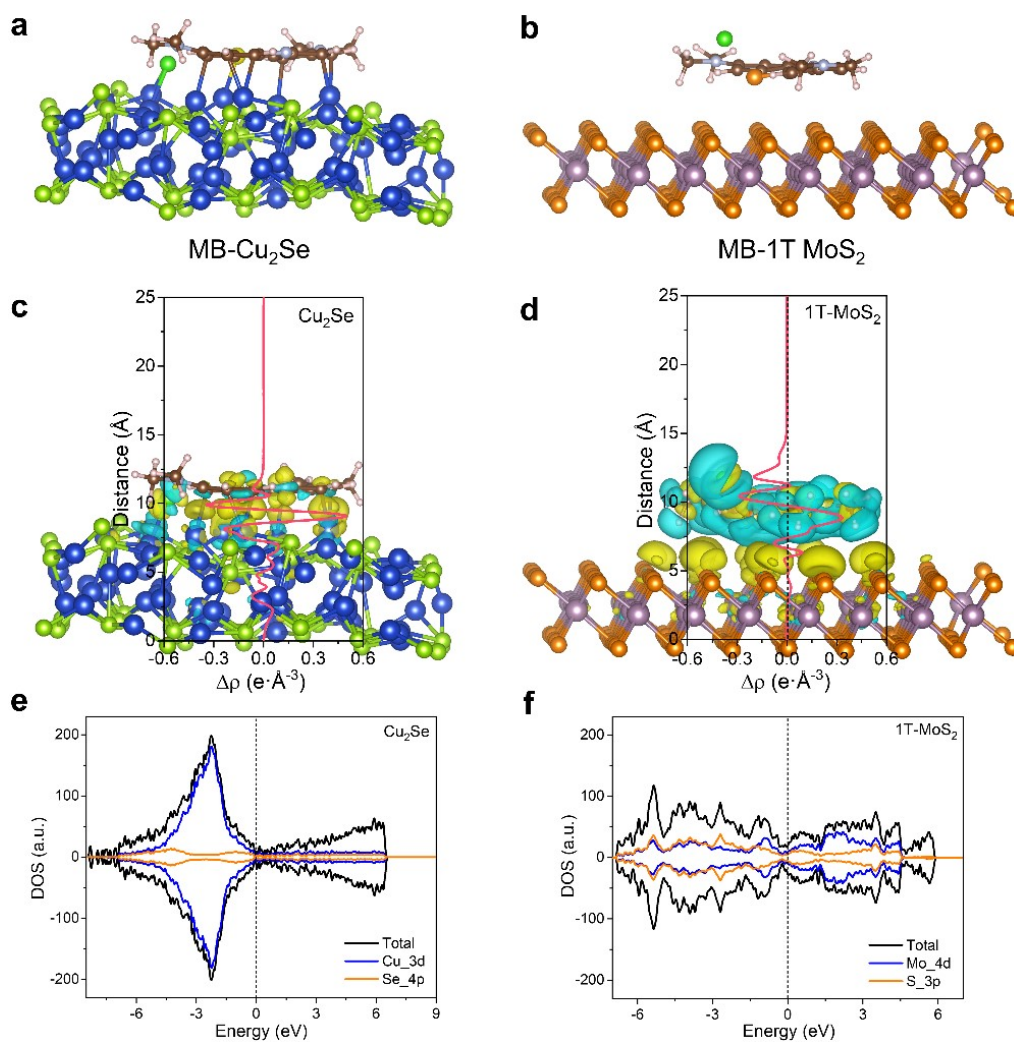 a
b
MB-Cu₂Se
MB-1T MoS₂
c
25
20
15
10
5
0
Distance (Å)
Cu₂Se
-0.6 -0.3 0.0 0.3 0.6
Δρ (e·Å⁻³)
d
25
20
15
10
5
0
Distance (Å)
1T-MoS₂
-0.6 -0.3 0.0 0.3 0.6
Δρ (e·Å⁻³)
e
200
100
0
-100
-200
DOS (a.u.)
Cu₂Se
Total
Cu_3d
Se_4p
-6 -3 0 3 6 9
Energy (eV)
f
200
100
0
-100
-200
DOS (a.u.)
1T-MoS₂
Total
Mo_4d
S_3p
-6 -3 0 3 6
Energy (eV)